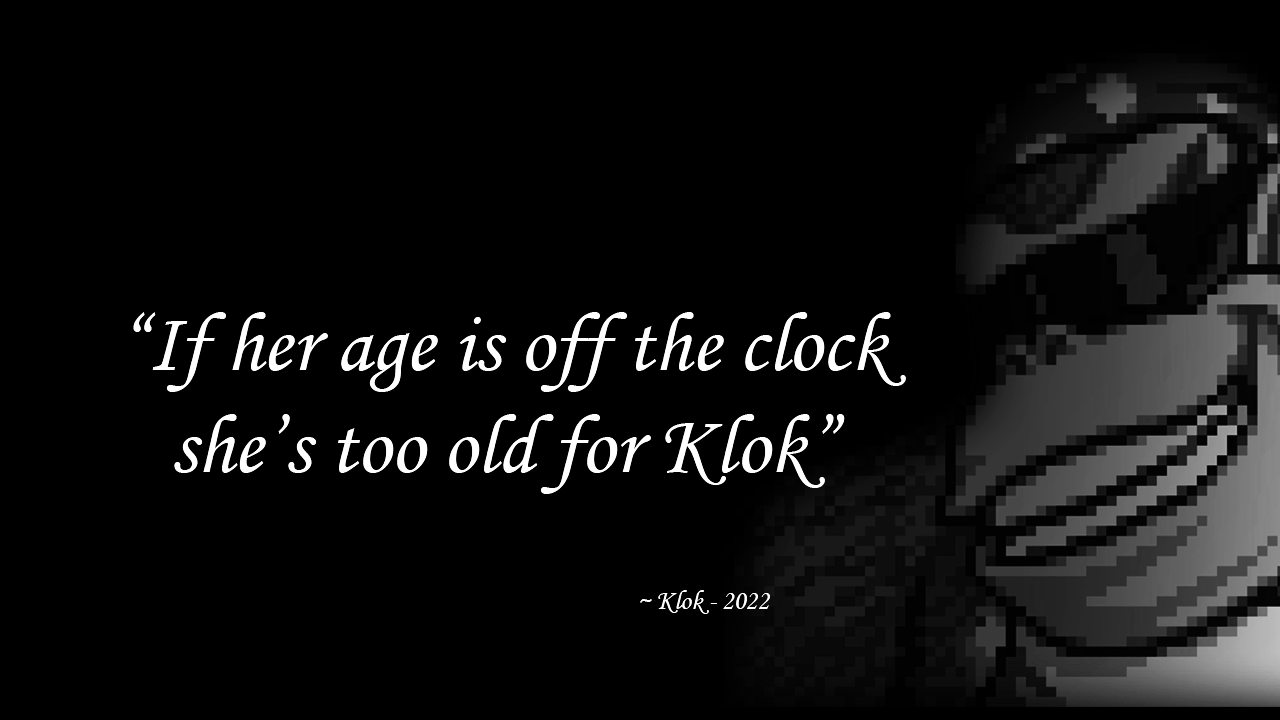 “If her age is off the clock
she’s too old for Klok”
~ Klok - 2022